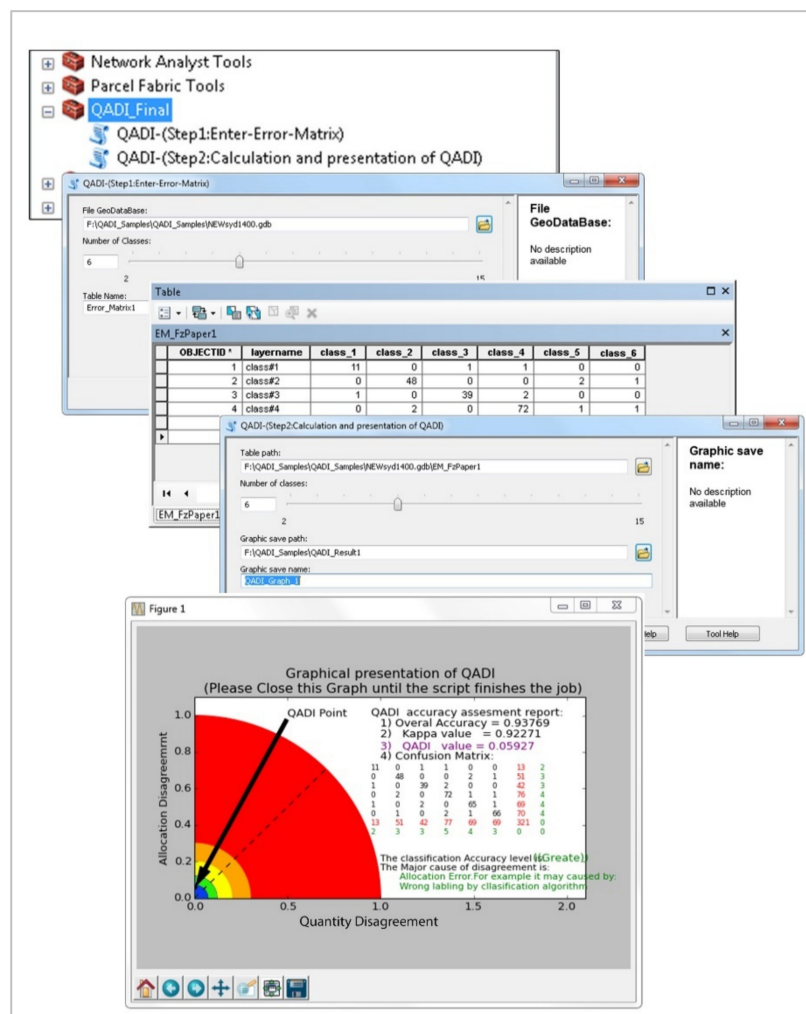 Network Analyst Tools
Parcel Fabric Tools
QADI_Final
QADI-(Step1:Enter-Error-Matrix)
QADI-(Step2:Calculation and presentation of QADI)
QADI-(Step1:Enter-Error-Matrix)
File GeoDataBase:
F:\QADI_Samples\QADI_Samples\NEWsyd1400.gdb
Number of Classes:
6
2 15
Table Name:
Error_Matrix1
File
GeoDataBase:
No description
available
Table
EM_FzPaper1
OBJECTID * layername class_1 class_2 class_3 class_4 class_5 class_6
1 class#1 11 0 1 1 0 0
2 class#2 0 48 0 0 2 1
3 class#3 1 0 39 2 0 0
4 class#4 0 2 0 72 1 1
EM_FzPaper1
QADI-(Step2:Calculation and presentation of QADI)
Table path:
F:\QADI_Samples\QADI_Samples\NEWsyd1400.gdb\EM_FzPaper1
Number of classes:
6
2 15
Graphic save path:
F:\QADI_Samples\QADI_Result1
Graphic save name:
QADI_Graph_1
Graphic save
name:
No description
available
Help
Tool Help
Figure 1
Graphical presentation of QADI
(Please Close this Graph until the script finishes the job)
Allocation Disagreemrnt
1.0
0.8
0.6
0.4
0.2
0.0
0.0 0.5 1.0 1.5 2.0
Quantity Disagreement
QADI Point
QADI accuracy assesment report:
1) Overal Accuracy = 0.93769
2) Kappa value = 0.92271
3) QADI value = 0.05927
4) Confusion Matrix:
11 0 1 1 0 0 13 2
0 48 0 0 2 1 51 3
1 0 39 2 0 0 42 3
0 2 0 72 1 1 76 4
1 0 2 0 65 1 69 4
0 1 0 2 1 66 70 4
13 51 42 77 69 69 321 0
2 3 3 5 4 3 0 0
The classification Accuracy level is((Greate))
The Major cause of disagreement is:
Allocation Error.For example it may caused by:
Wrong labling by cllasification algorithm